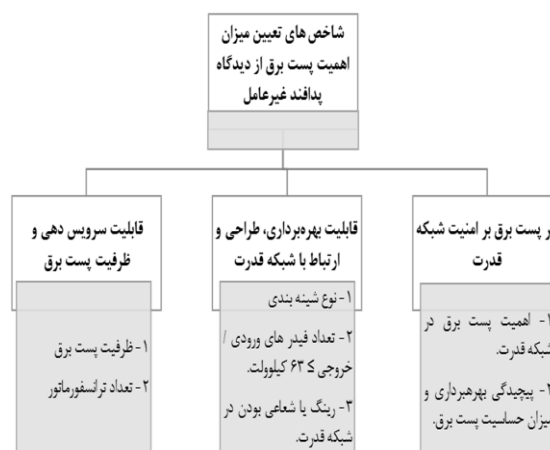 شاخص‌های تعیین میزان
اهمیت پست برق از دیدگاه
پدافند غیرعامل
پست برق بر امنیت شبکه
قدرت
۱- اهمیت پست برق در
شبکه قدرت.
۲- پیچیدگی بهرهبرداری و
میزان حساسیت پست برق.
قابلیت بهره‌برداری، طراحی و
ارتباط با شبکه قدرت
۱- نوع شینه بندی
۲- تعداد فیدر های ورودی /
خروجی ≥ ۶۳ کیلوولت.
۳- رینگ یا شعاعی بودن در
شبکه قدرت.
قابلیت سرویس دهی و
ظرفیت پست برق
۱- ظرفیت پست برق
۲- تعداد ترانسفورماتور